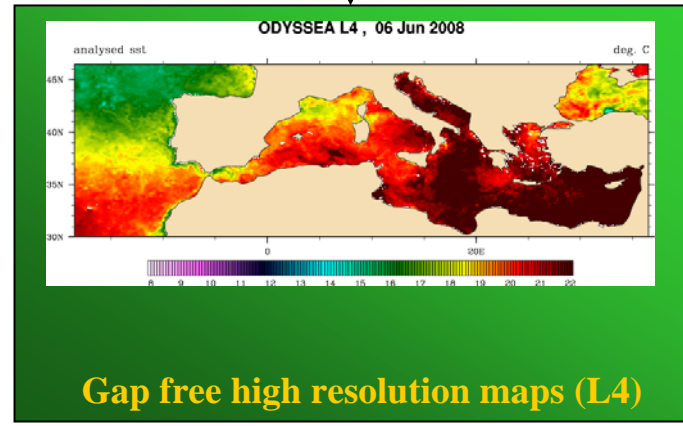 ODYSSEA L4 , 06 Jun 2008
analysed sst deg. C
45N
40N
35N
30N
0 20E
8 9 10 11 12 13 14 15 16 17 18 19 20 21 22
Gap free high resolution maps (L4)